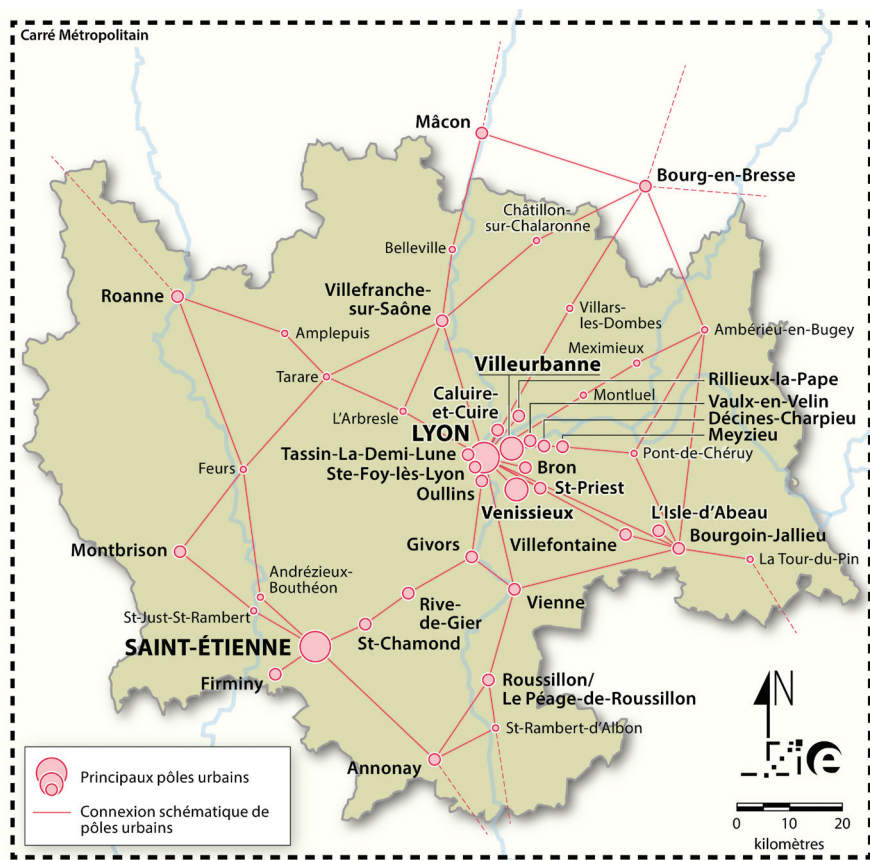 Carré Métropolitain
Mâcon
Bourg-en-Bresse
Châtillon-
sur-Chalaronne
Belleville
Roanne
Villefranche-
sur-Saône
Amplepuis
Villars-
les-Dombes
Ambérieu-en-Bugey
Meximieux
Villeurbanne
Tarare
Rillieux-la-Pape
Montluel
Caluire-
et-Cuire
Vaulx-en-Velin
L'Arbresle
Décines-Charpieu
LYON
Meyzieu
Tassin-La-Demi-Lune
Pont-de-Chéruy
Feurs
Ste-Foy-lès-Lyon
Bron
Oullins
St-Priest
Venissieux
L'Isle-d'Abeau
Montbrison
Givors
Villefontaine
Bourgoin-Jallieu
La Tour-du-Pin
Andrézieux-
Bouthéon
Rive-
de-Gier
Vienne
St-Just-St-Rambert
St-Chamond
SAINT-ÉTIENNE
Firminy
Roussillon/
Le Péage-de-Roussillon
St-Rambert-d'Albon
Annonay
N
Principaux pôles urbains
Connexion schématique de
pôles urbains
0 10 20
kilomètres